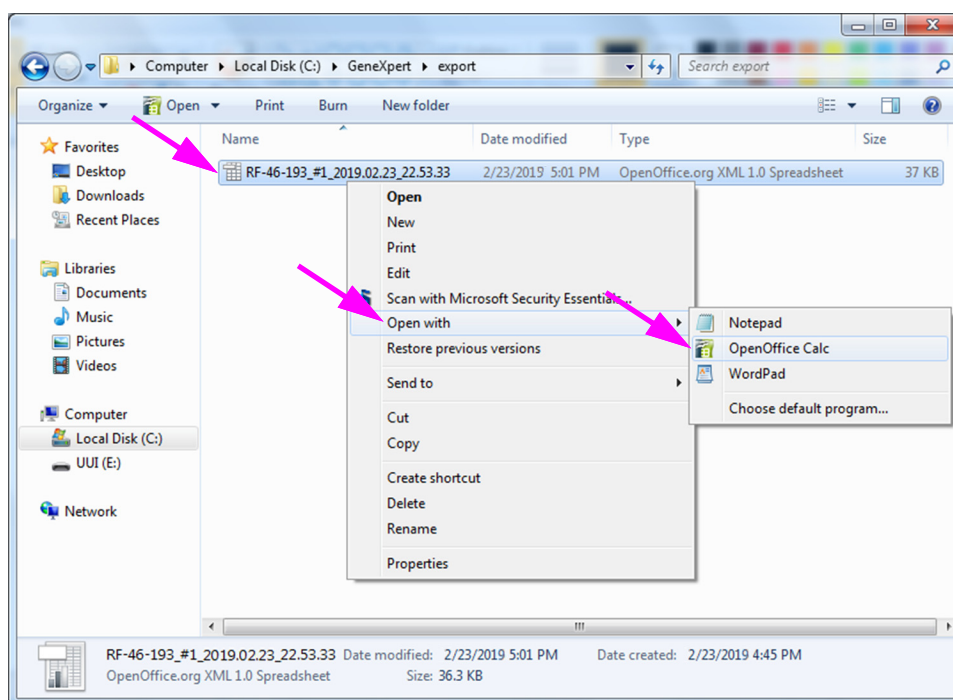 Computer Local Disk (C:) GeneXpert export
Search export
Organize Open Print Burn New folder
Name Date modified Type Size
RF-46-193_#1_2019.02.23_22.53.33 2/23/2019 5:01 PM OpenOffice.org XML 1.0 Spreadsheet 37 KB
Favorites
Desktop
Downloads
Recent Places
Libraries
Documents
Music
Pictures
Videos
Computer
Local Disk (C:)
UUI (E:)
Network
Open
New
Print
Edit
Scan with Microsoft Security Essentials...
Open with
Restore previous versions
Send to
Cut
Copy
Create shortcut
Delete
Rename
Properties
Notepad
OpenOffice Calc
WordPad
Choose default program...
RF-46-193_#1_2019.02.23_22.53.33 Date modified: 2/23/2019 5:01 PM Date created: 2/23/2019 4:45 PM
OpenOffice.org XML 1.0 Spreadsheet Size: 36.3 KB